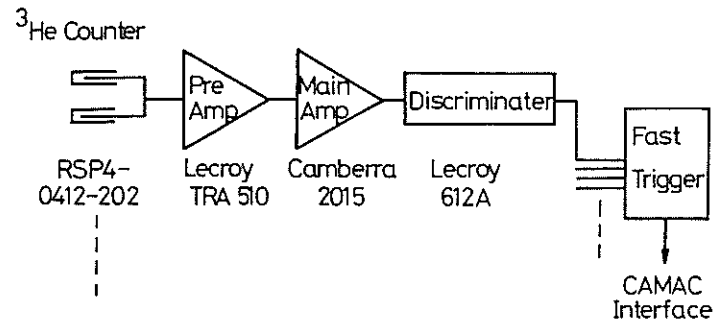 ³He Counter
Pre
Amp
Main
Amp
Discriminater
Fast
Trigger
RSP4-
0412-202
Lecroy
TRA 510
Camberra
2015
Lecroy
612A
CAMAC
Interface